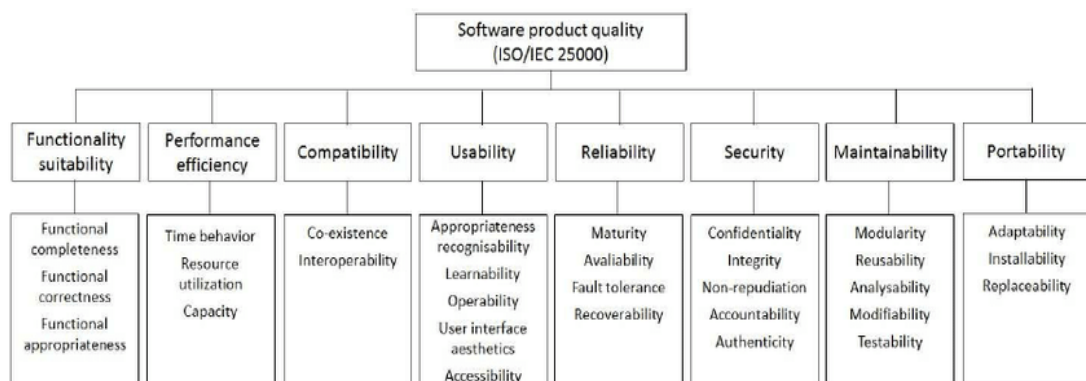 Software product quality
(ISO/IEC 25000)
Functionality
suitability
Performance
efficiency
Compatibility
Usability
Reliability
Security
Maintainability
Portability
Functional
completeness
Functional
correctness
Functional
appropriateness
Time behavior
Resource
utilization
Capacity
Co-existence
Interoperability
Appropriateness
recognisability
Learnability
Operability
User interface
aesthetics
Accessibility
Maturity
Avaliability
Fault tolerance
Recoverability
Confidentiality
Integrity
Non-repudiation
Accountability
Authenticity
Modularity
Reusability
Analysability
Modifiability
Testability
Adaptability
Installability
Replaceability